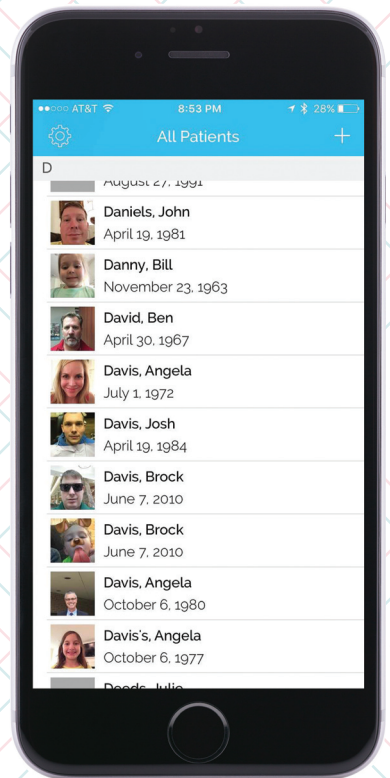 AT&T 8:53 PM 28%
All Patients
D
August 27, 1991
Daniels, John
April 19, 1981
Danny, Bill
November 23, 1963
David, Ben
April 30, 1967
Davis, Angela
July 1, 1972
Davis, Josh
April 19, 1984
Davis, Brock
June 7, 2010
Davis, Brock
June 7, 2010
Davis, Angela
October 6, 1980
Davis's, Angela
October 6, 1977
Deeds, Julie